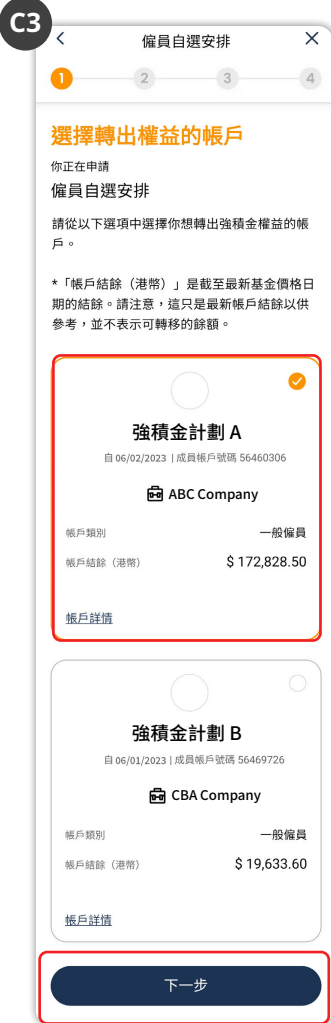 C3
僱員自選安排
1 2 3 4
選擇轉出權益的帳戶
你正在申請
僱員自選安排
請從以下選項中選擇你想轉出強積金權益的帳
戶。
*「帳戶結餘（港幣）」是截至最新基金價格日
期的結餘。請注意，這只是最新帳戶結餘以供
參考，並不表示可轉移的餘額。
強積金計劃 A
自 06/02/2023 | 成員帳戶號碼 56460306
ABC Company
帳戶類別 一般僱員
帳戶結餘（港幣） $ 172,828.50
帳戶詳情
強積金計劃 B
自 06/01/2023 | 成員帳戶號碼 56469726
CBA Company
帳戶類別 一般僱員
帳戶結餘（港幣） $ 19,633.60
帳戶詳情
下一步